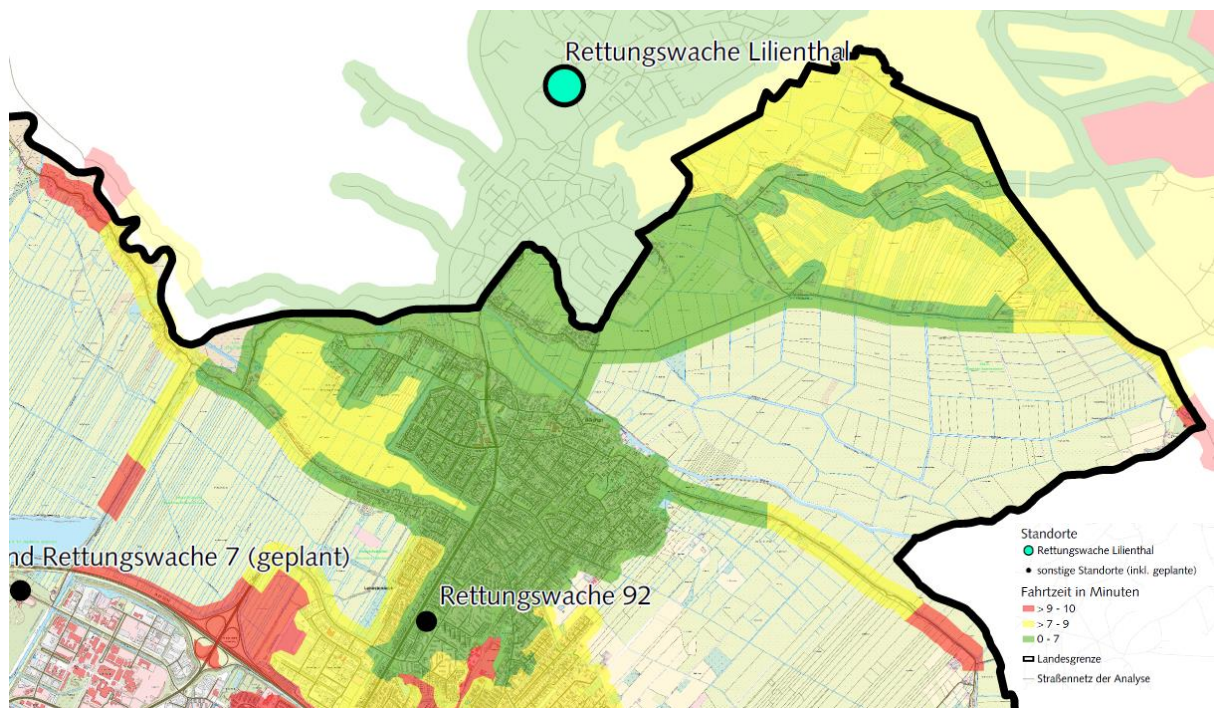 Rettungswache Lilienthal
nd Rettungswache 7 (geplant)
Rettungswache 92
Standorte
Rettungswache Lilienthal
sonstige Standorte (inkl. geplante)
Fahrtzeit in Minuten
> 9 - 10
> 7 - 9
0 - 7
Landesgrenze
Straßennetz der Analyse